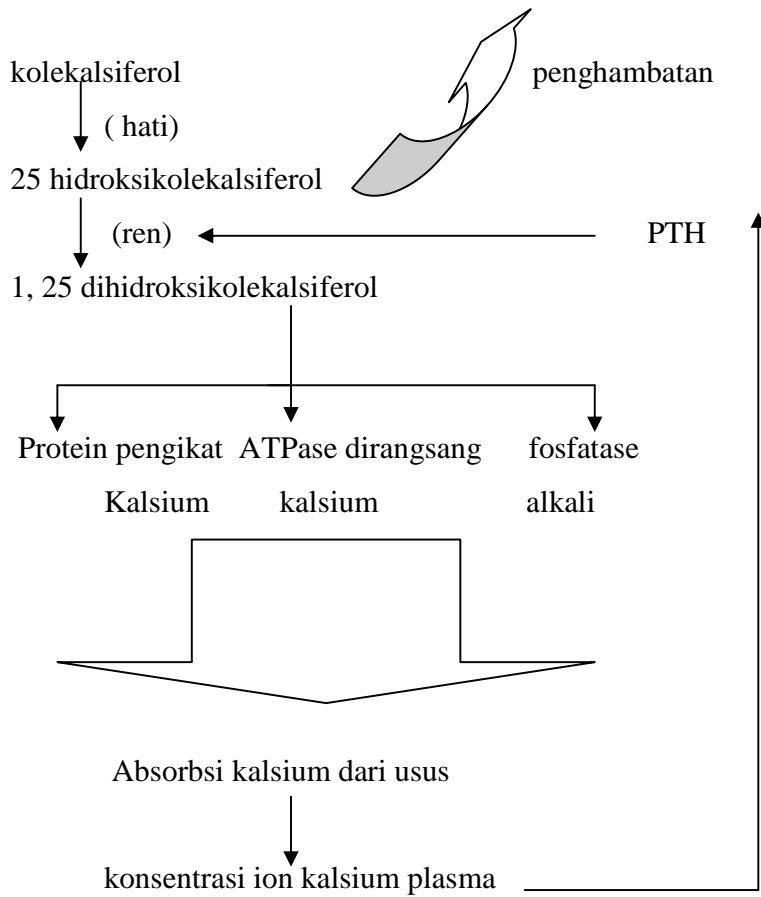 kolekalsiferol penghambatan
( hati)
25 hidroksikolekalsiferol
(ren) PTH
1, 25 dihidroksikolekalsiferol
Protein pengikat ATPase dirangsang fosfatase
Kalsium kalsium alkali
Absorbsi kalsium dari usus
konsentrasi ion kalsium plasma